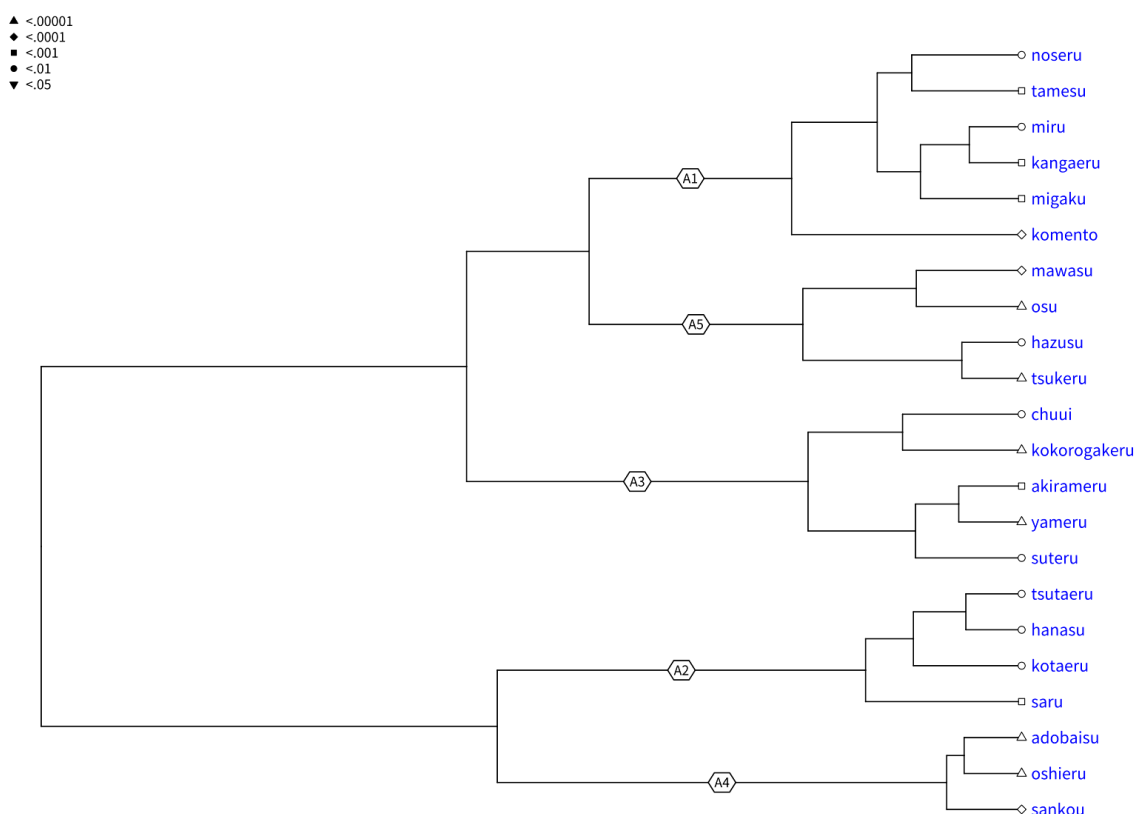 <.00001
<.0001
<.001
<.01
<.05
noseru
tamesu
miru
kangaeru
A1
migaku
komento
mawasu
osu
A5
hazusu
tsukeru
chuui
kokorogakeru
A3
akirameru
yameru
suteru
tsutaeru
hanasu
kotaeru
A2
saru
adobaisu
oshieru
A4
sankou